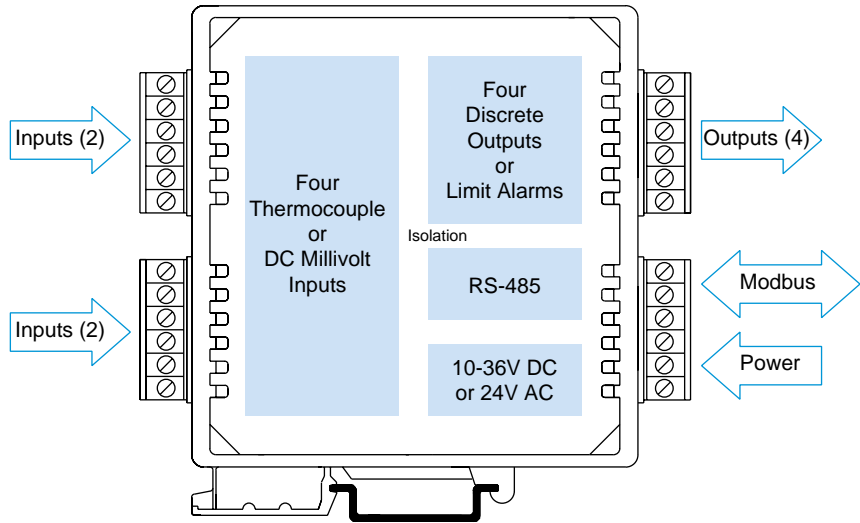 Inputs (2)
Inputs (2)
Four
Thermocouple
or
DC Millivolt
Inputs
Isolation
Four
Discrete
Outputs
or
Limit Alarms
RS-485
10-36V DC
or 24V AC
Outputs (4)
Modbus
Power